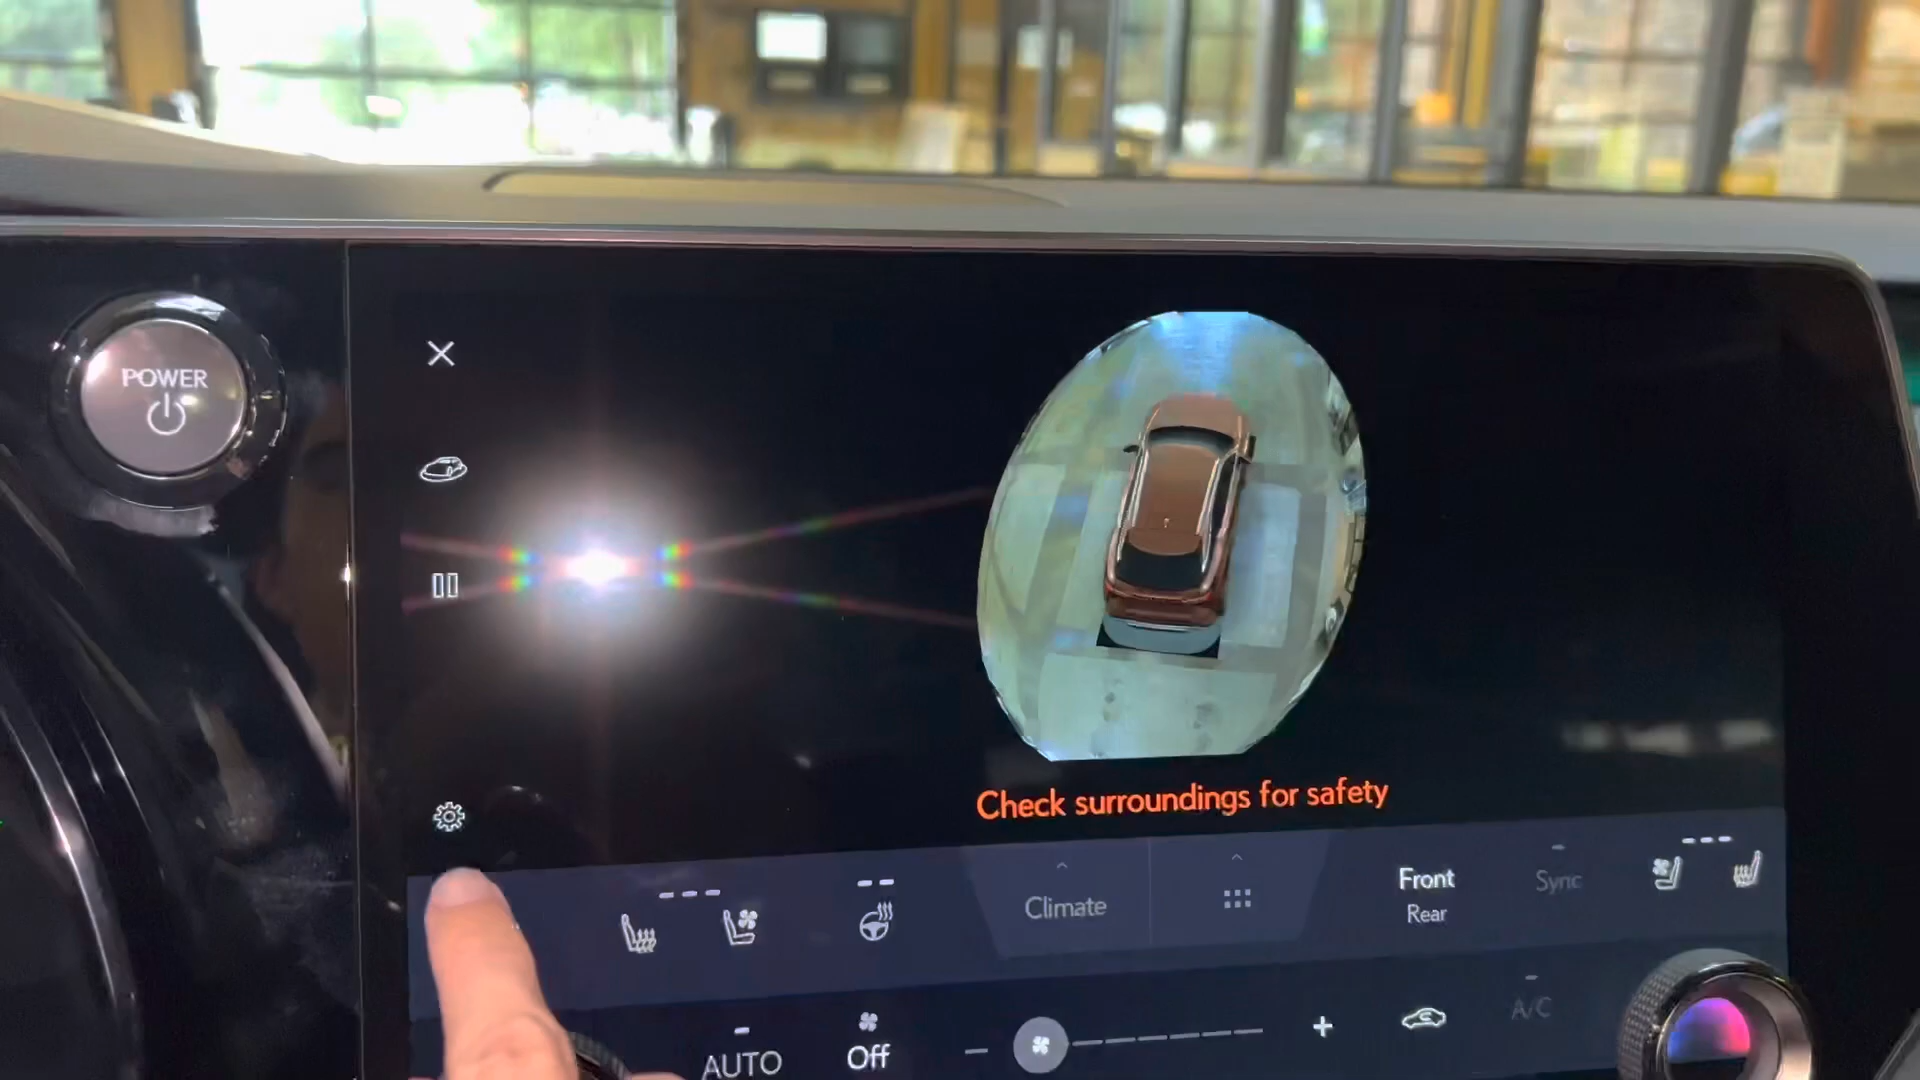 POWER
Check surroundings for safety
Climate
Front
Rear
Sync
A/C
AUTO
Off